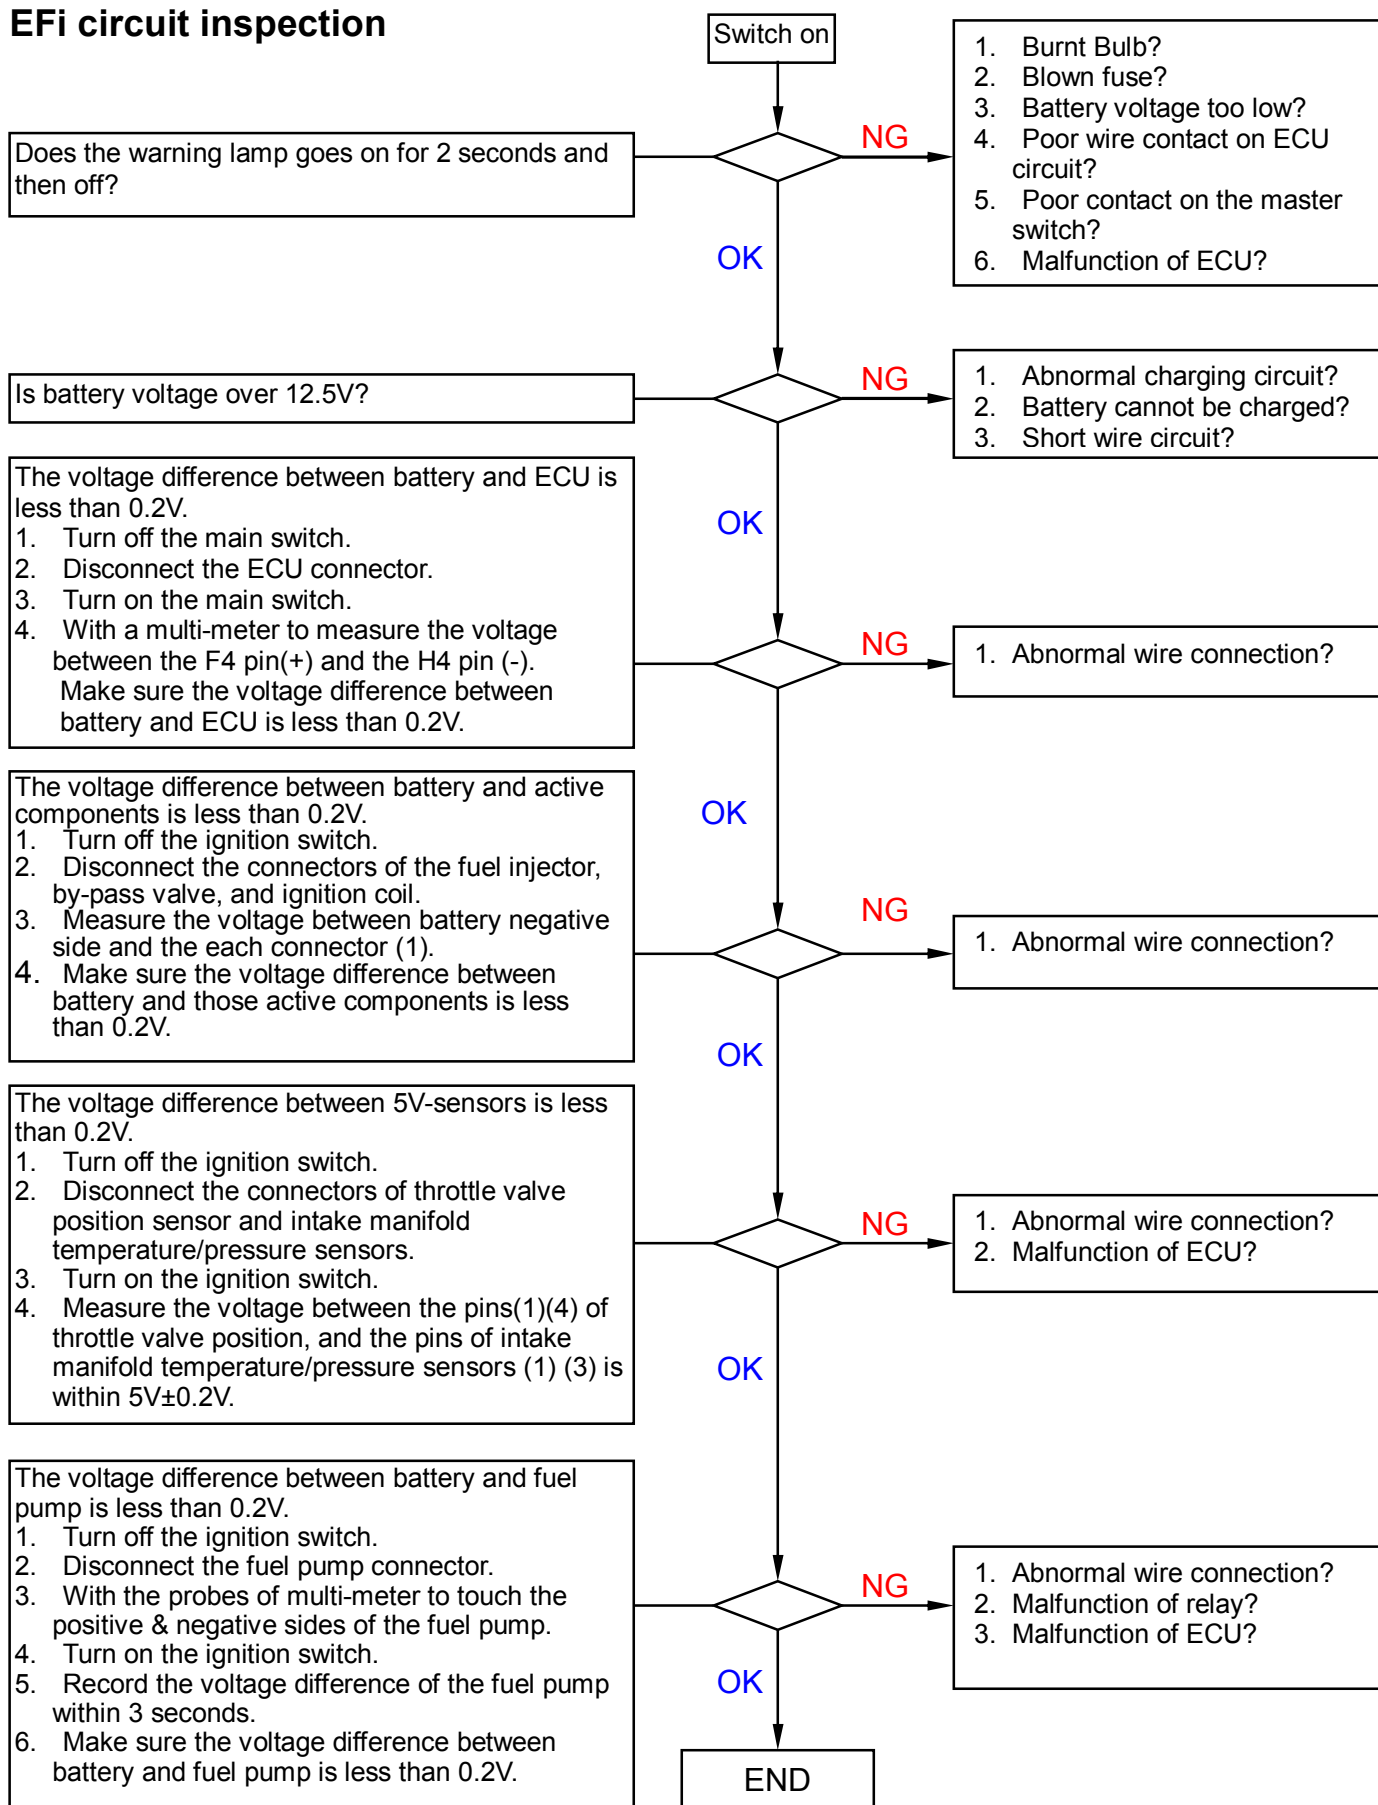 EFi circuit inspection
Switch on
Does the warning lamp goes on for 2 seconds and
then off?
NG
1. Burnt Bulb?
2. Blown fuse?
3. Battery voltage too low?
4. Poor wire contact on ECU
circuit?
5. Poor contact on the master
switch?
6. Malfunction of ECU?
OK
Is battery voltage over 12.5V?
NG
1. Abnormal charging circuit?
2. Battery cannot be charged?
3. Short wire circuit?
OK
The voltage difference between battery and ECU is
less than 0.2V.
1. Turn off the main switch.
2. Disconnect the ECU connector.
3. Turn on the main switch.
4. With a multi-meter to measure the voltage
between the F4 pin(+) and the H4 pin (-).
Make sure the voltage difference between
battery and ECU is less than 0.2V.
NG
1. Abnormal wire connection?
OK
The voltage difference between battery and active
components is less than 0.2V.
1. Turn off the ignition switch.
2. Disconnect the connectors of the fuel injector,
by-pass valve, and ignition coil.
3. Measure the voltage between battery negative
side and the each connector (1).
4. Make sure the voltage difference between
battery and those active components is less
than 0.2V.
NG
1. Abnormal wire connection?
OK
The voltage difference between 5V-sensors is less
than 0.2V.
1. Turn off the ignition switch.
2. Disconnect the connectors of throttle valve
position sensor and intake manifold
temperature/pressure sensors.
3. Turn on the ignition switch.
4. Measure the voltage between the pins(1)(4) of
throttle valve position, and the pins of intake
manifold temperature/pressure sensors (1) (3) is
within 5V±0.2V.
NG
1. Abnormal wire connection?
2. Malfunction of ECU?
OK
The voltage difference between battery and fuel
pump is less than 0.2V.
1. Turn off the ignition switch.
2. Disconnect the fuel pump connector.
3. With the probes of multi-meter to touch the
positive & negative sides of the fuel pump.
4. Turn on the ignition switch.
5. Record the voltage difference of the fuel pump
within 3 seconds.
6. Make sure the voltage difference between
battery and fuel pump is less than 0.2V.
NG
1. Abnormal wire connection?
2. Malfunction of relay?
3. Malfunction of ECU?
OK
END